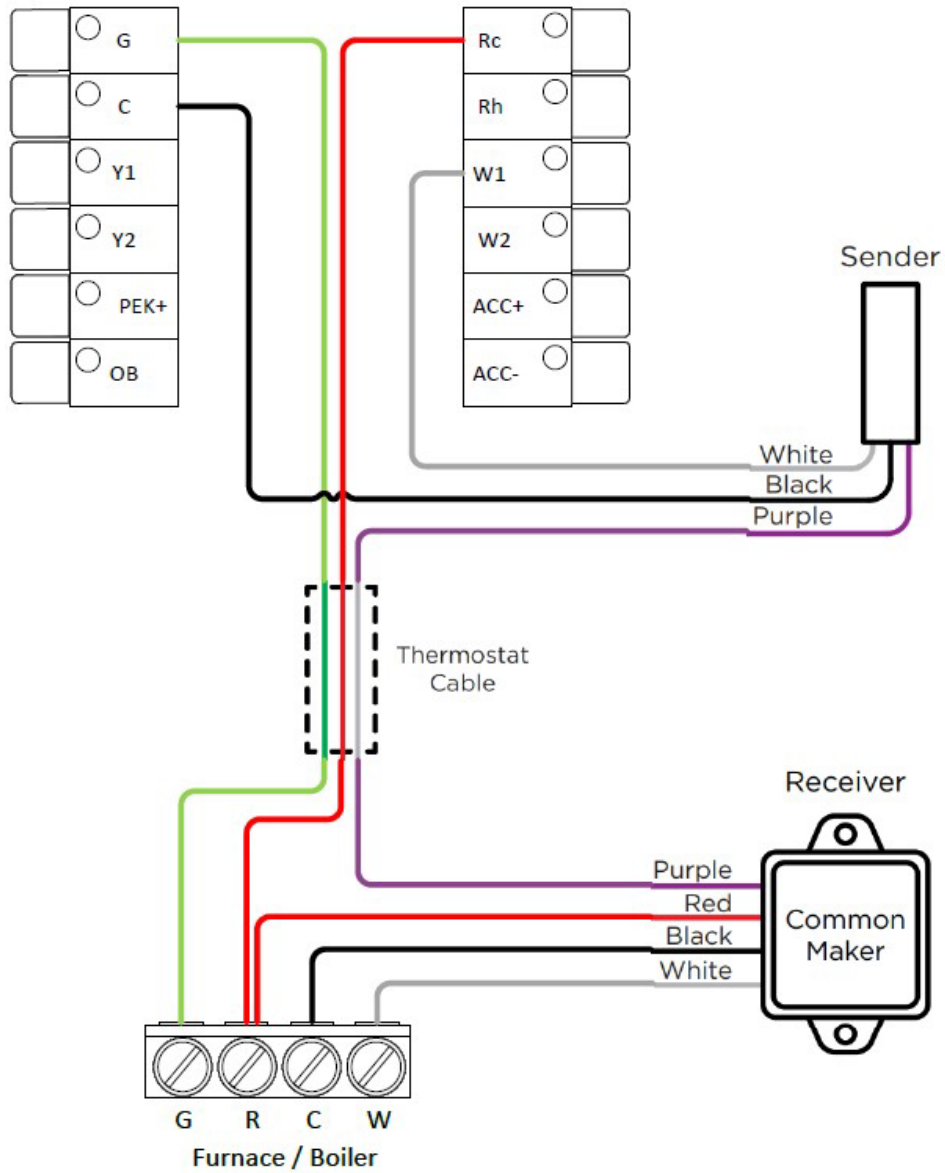 G
C
Y1
Y2
PEK+
OB
Rc
Rh
W1
W2
ACC+
ACC-
Sender
White
Black
Purple
Thermostat
Cable
Receiver
Purple
Red
Black
White
Common
Maker
G R C W
Furnace / Boiler